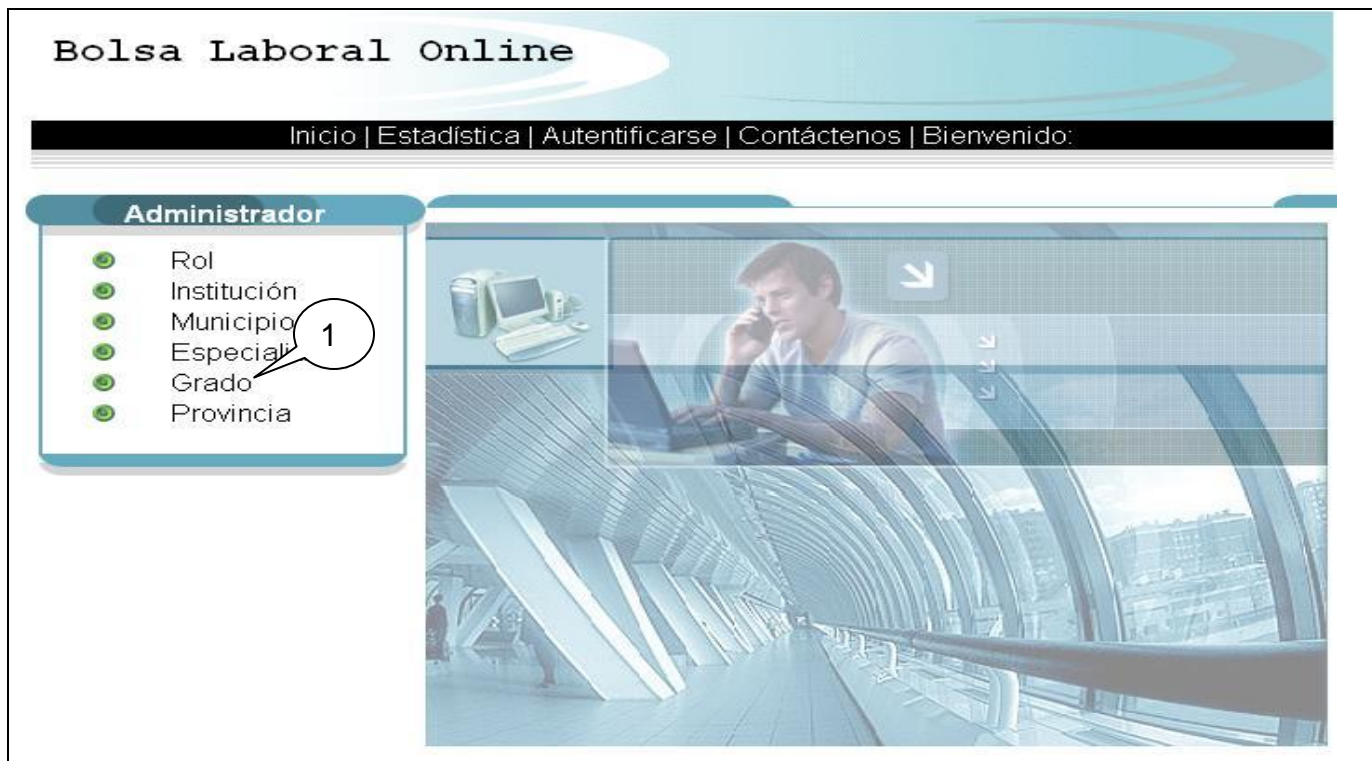 Bolsa Laboral Online
Inicio | Estadística | Autentificarse | Contáctenos | Bienvenido:
Administrador
Rol
Institución
Municipio
1
Grado
Provincia